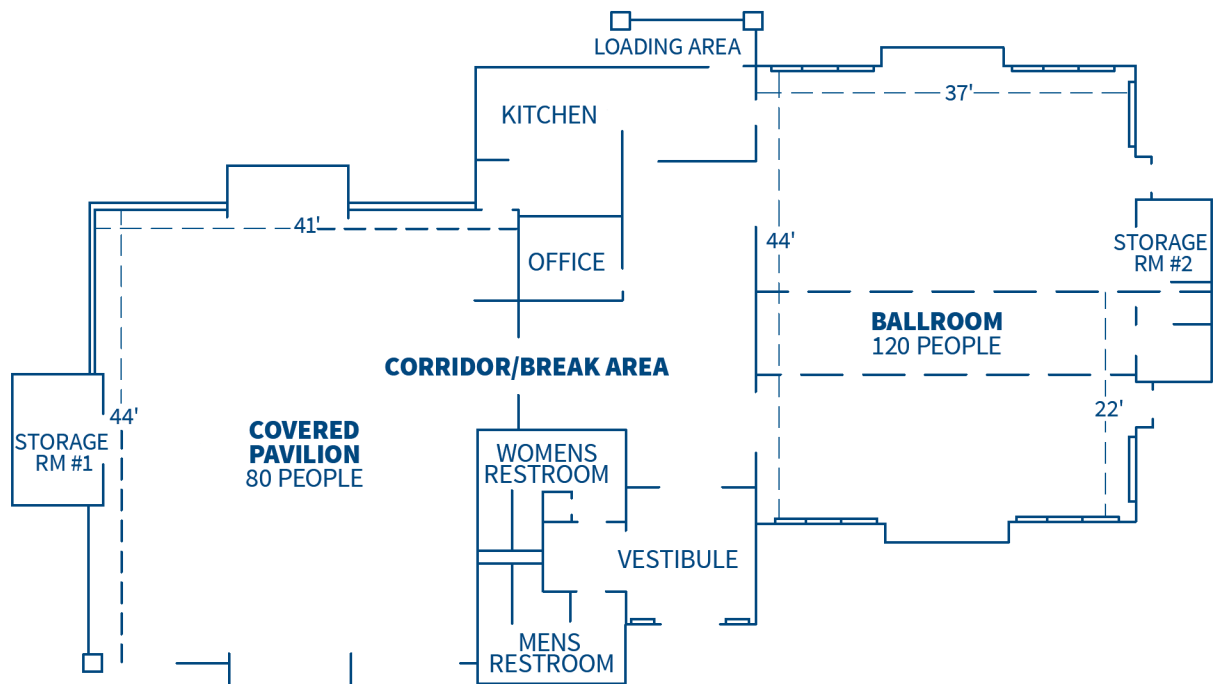 LOADING AREA
37'
KITCHEN
41'
44'
OFFICE
STORAGE
RM #2
BALLROOM
120 PEOPLE
CORRIDOR/BREAK AREA
22'
44'
COVERED
PAVILION
80 PEOPLE
STORAGE
RM #1
WOMENS
RESTROOM
VESTIBULE
MENS
RESTROOM